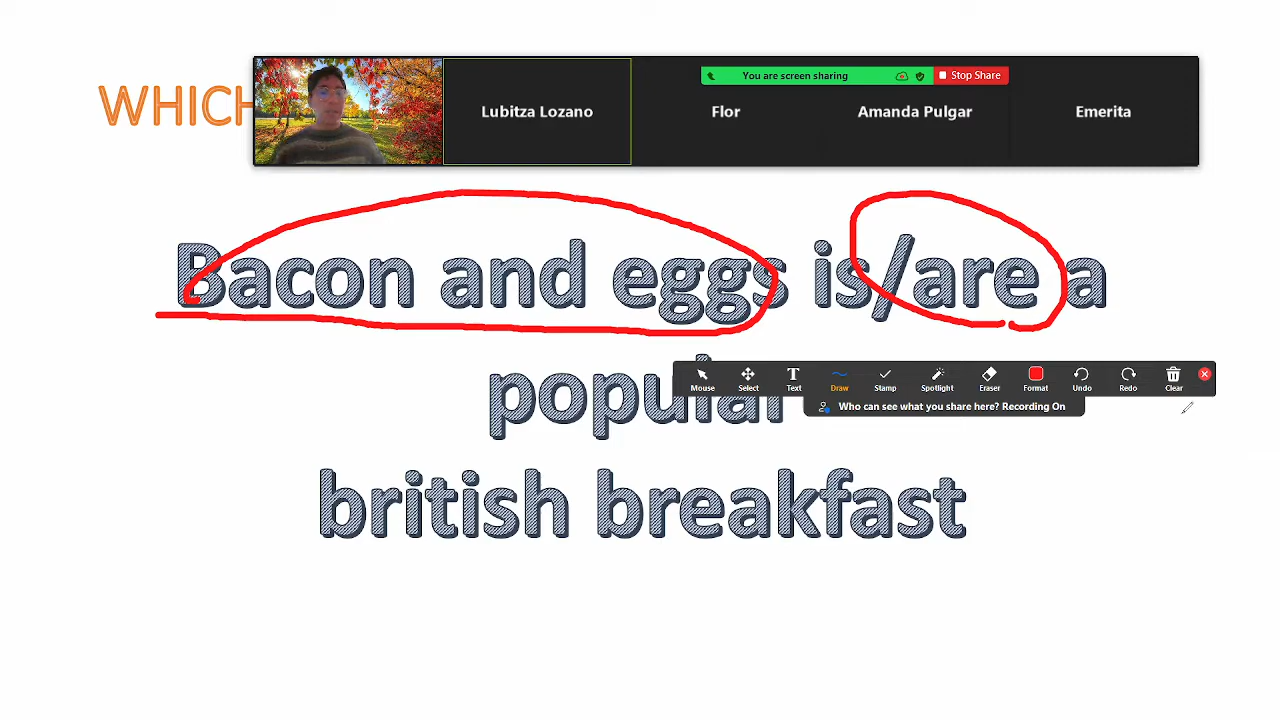 WHICH
You are screen sharing
Stop Share
Lubitza Lozano
Flor
Amanda Pulgar
Emerita
Bacon and eggs is/are a
popular
Mouse
Select
Text
Draw
Stamp
Spotlight
Eraser
Format
Undo
Redo
Clear
Who can see what you share here? Recording On
british breakfast